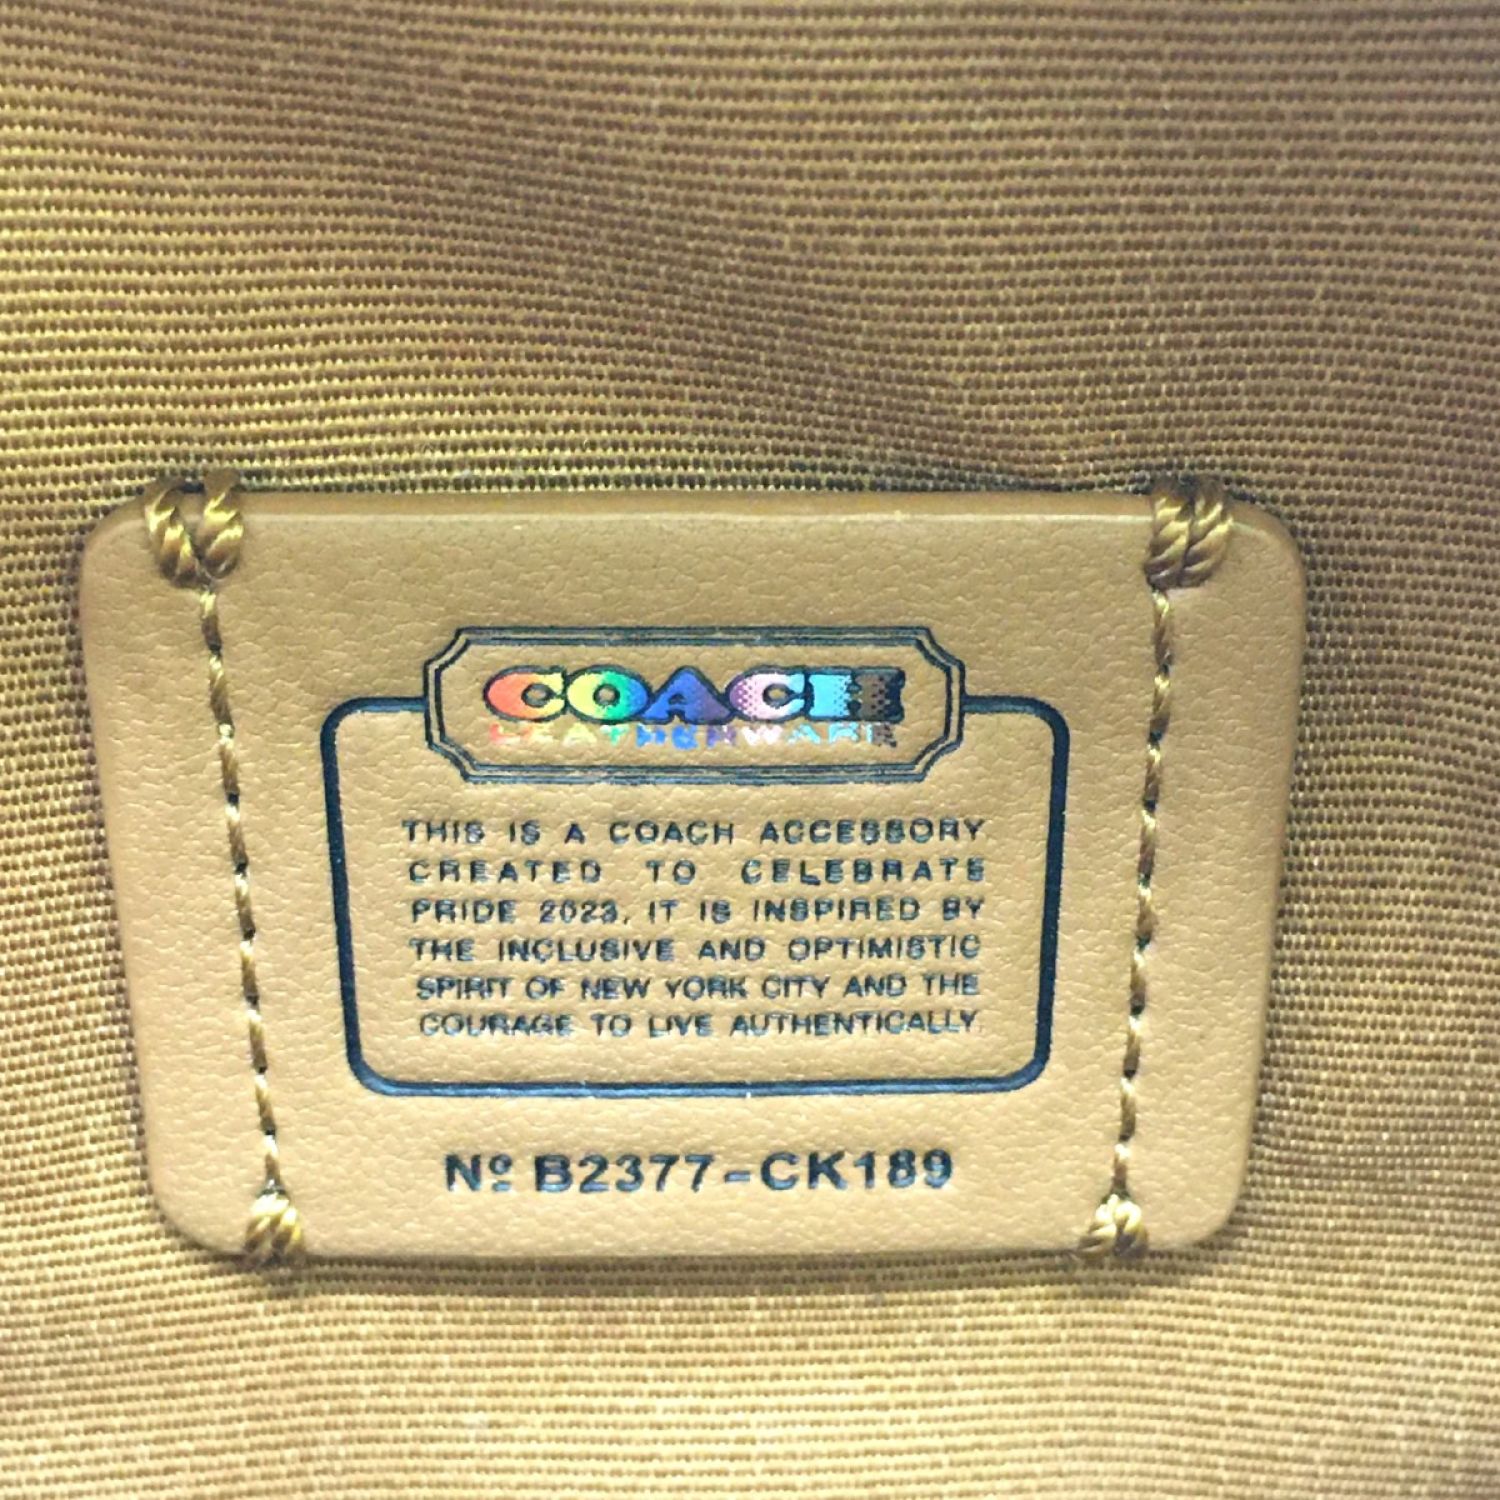 COACH
LEATHERWARE
THIS IS A COACH ACCESSORY
CREATED TO CELEBRATE
PRIDE 2023, IT IS INSPIRED BY
THE INCLUSIVE AND OPTIMISTIC
SPIRIT OF NEW YORK CITY AND THE
COURAGE TO LIVE AUTHENTICALLY.
Nº B2377-CK189